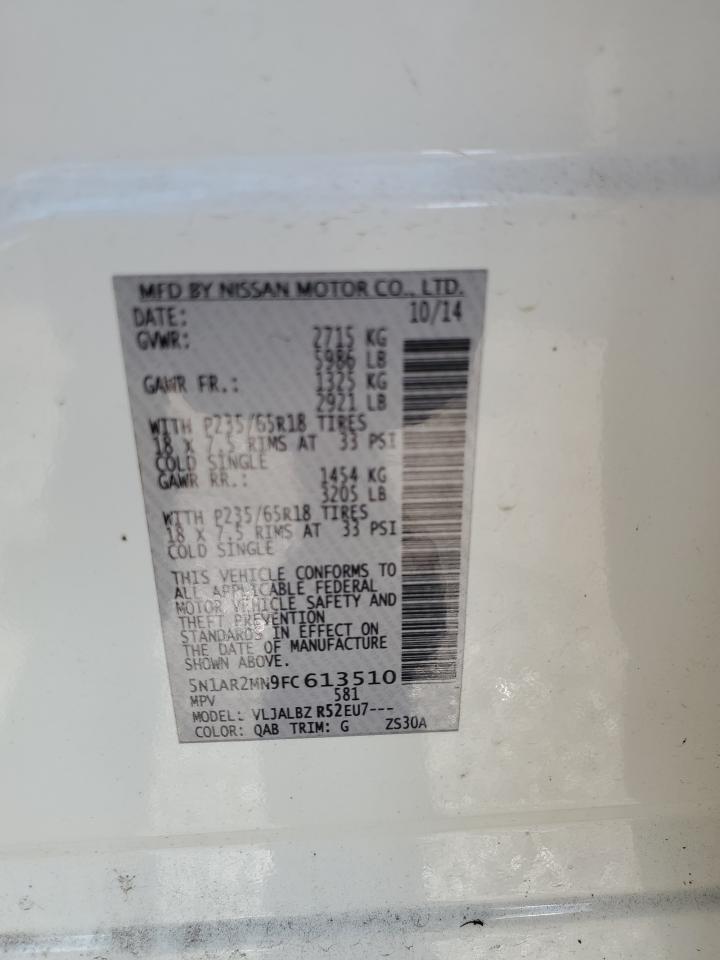 MFD BY NISSAN MOTOR CO., LTD.
DATE: 10/14
GVWR: 2715 KG
5986 LB
GAWR FR.: 1325 KG
2921 LB
WITH P235/65R18 TIRES
18 X 7.5 RIMS AT 33 PSI
COLD SINGLE
GAWR RR.: 1454 KG
3205 LB
WITH P235/65R18 TIRES
18 X 7.5 RIMS AT 33 PSI
COLD SINGLE
THIS VEHICLE CONFORMS TO
ALL APPLICABLE FEDERAL
MOTOR VEHICLE SAFETY AND
THEFT PREVENTION
STANDARDS IN EFFECT ON
THE DATE OF MANUFACTURE
SHOWN ABOVE.
5N1AR2MN9FC613510
MPV 581
MODEL: VLJALBZ R52EU7---
COLOR: QAB TRIM: G ZS30A